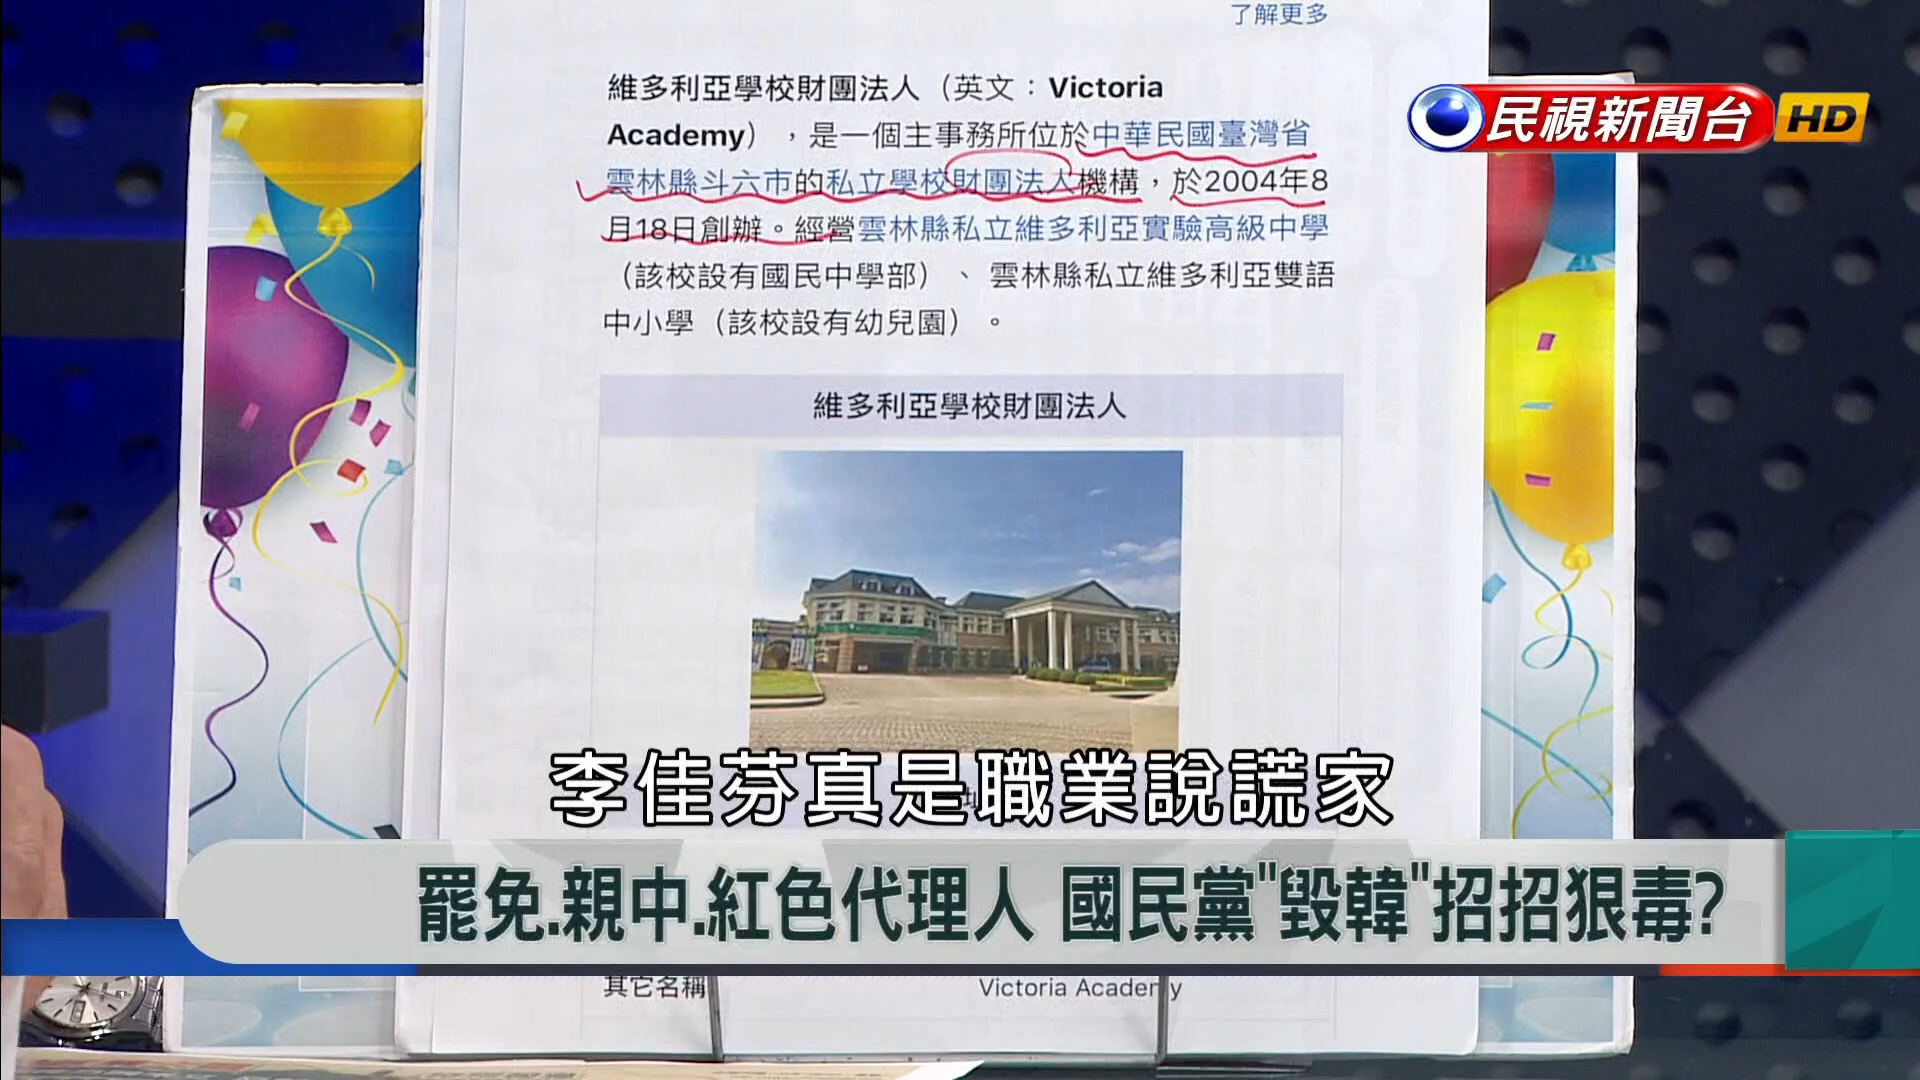 了解更多
維多利亞學校財團法人（英文：Victoria
Academy），是一個主事務所位於中華民國臺灣省
雲林縣斗六市的私立學校財團法人機構，於2004年8
月18日創辦。經營雲林縣私立維多利亞實驗高級中學
（該校設有國民中學部）、 雲林縣私立維多利亞雙語
中小學（該校設有幼兒園）。
民視新聞台 HD
維多利亞學校財團法人
李佳芬真是職業說謊家
罷免.親中.紅色代理人 國民黨"毀韓"招招狠毒?
其它名稱 Victoria Academy